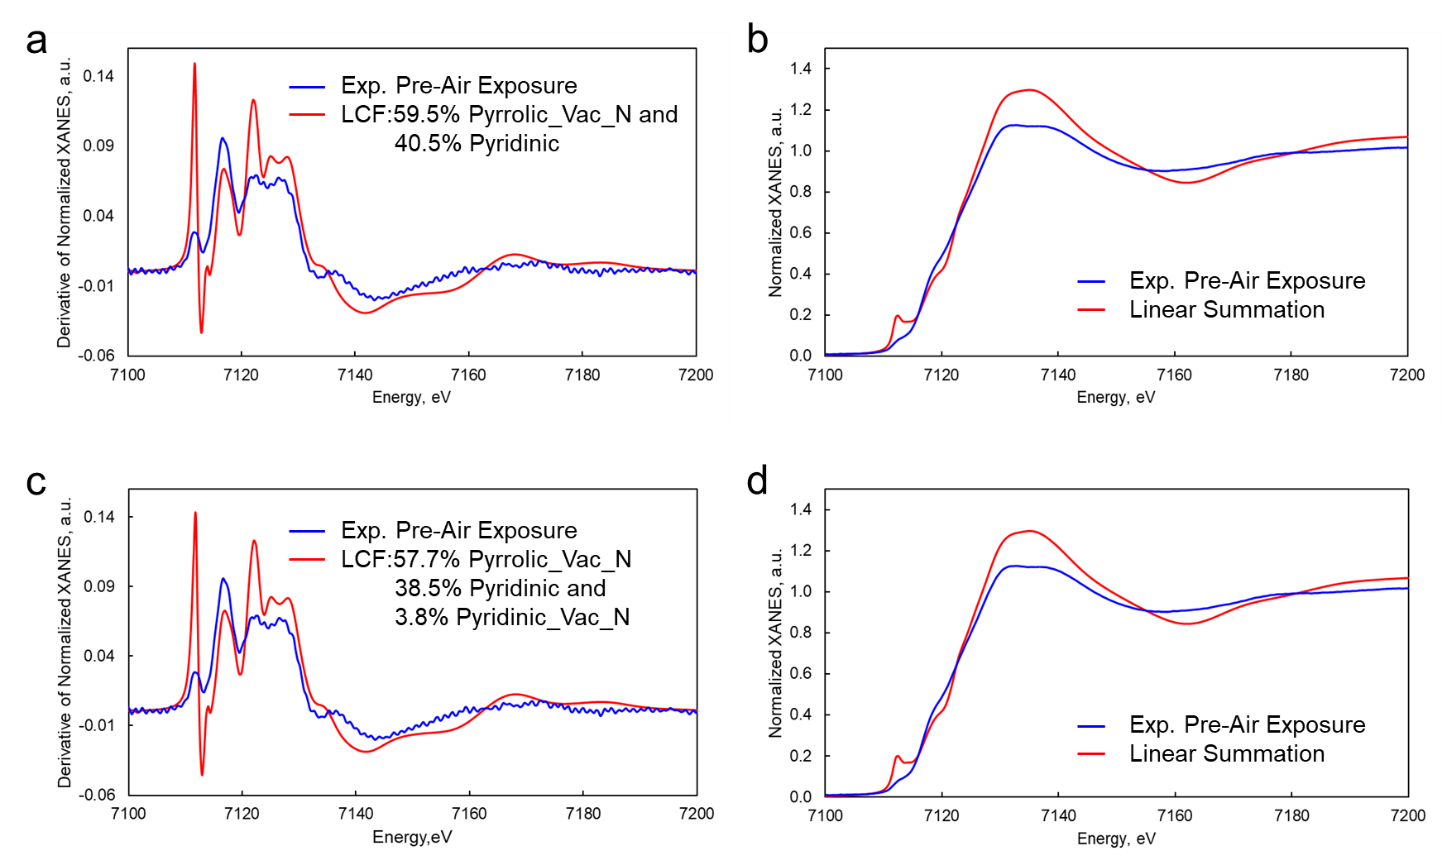 a
Derivative of Normalized XANES, a.u.
0.14
0.09
0.04
-0.01
-0.06
Exp. Pre-Air Exposure
LCF:59.5% Pyrrolic_Vac_N and
40.5% Pyridinic
7100 7120 7140 7160 7180 7200
Energy, eV
b
Normalized XANES, a.u.
1.4
1.2
1.0
0.8
0.6
0.4
0.2
0.0
Exp. Pre-Air Exposure
Linear Summation
7100 7120 7140 7160 7180 7200
Energy, eV
c
Derivative of Normalized XANES, a.u.
0.14
0.09
0.04
-0.01
-0.06
Exp. Pre-Air Exposure
LCF:57.7% Pyrrolic_Vac_N
38.5% Pyridinic and
3.8% Pyridinic_Vac_N
7100 7120 7140 7160 7180 7200
Energy,eV
d
Normalized XANES, a.u.
1.4
1.2
1.0
0.8
0.6
0.4
0.2
0.0
Exp. Pre-Air Exposure
Linear Summation
7100 7120 7140 7160 7180 7200
Energy, eV